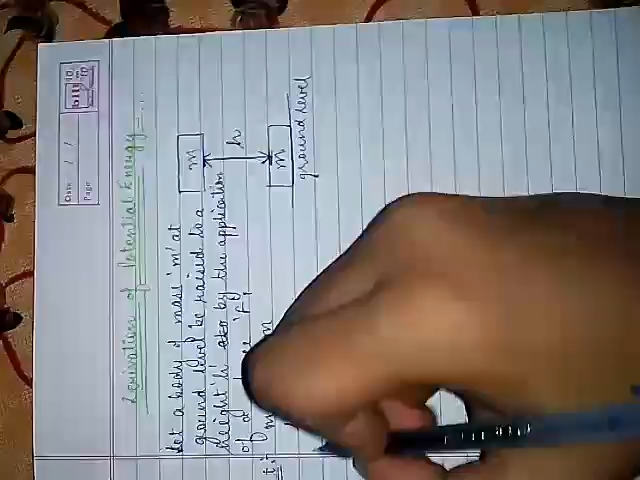 Date / /
Page
bilt
Derivation of Potential Energy....
Let a body of mass 'm' at
ground level be raised to a
height 'h' by the application
of a
m
h
m
ground level